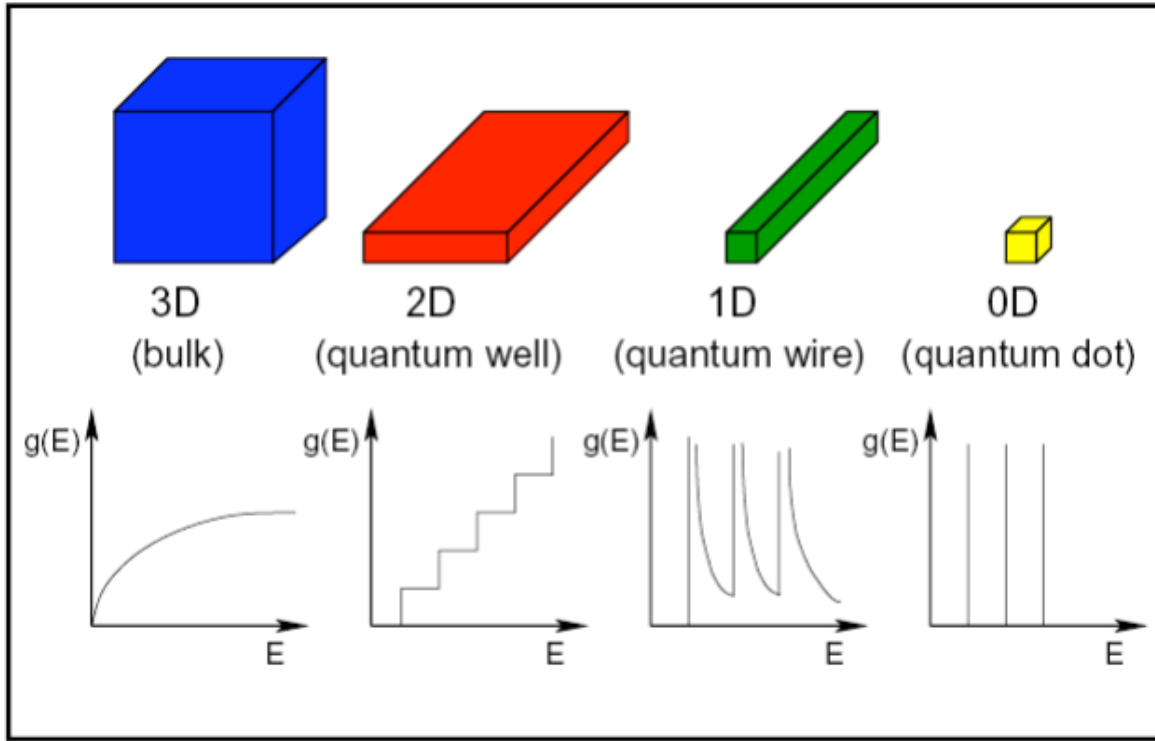 3D
(bulk)
2D
(quantum well)
1D
(quantum wire)
0D
(quantum dot)
g(E)
E
g(E)
E
g(E)
E
g(E)
E